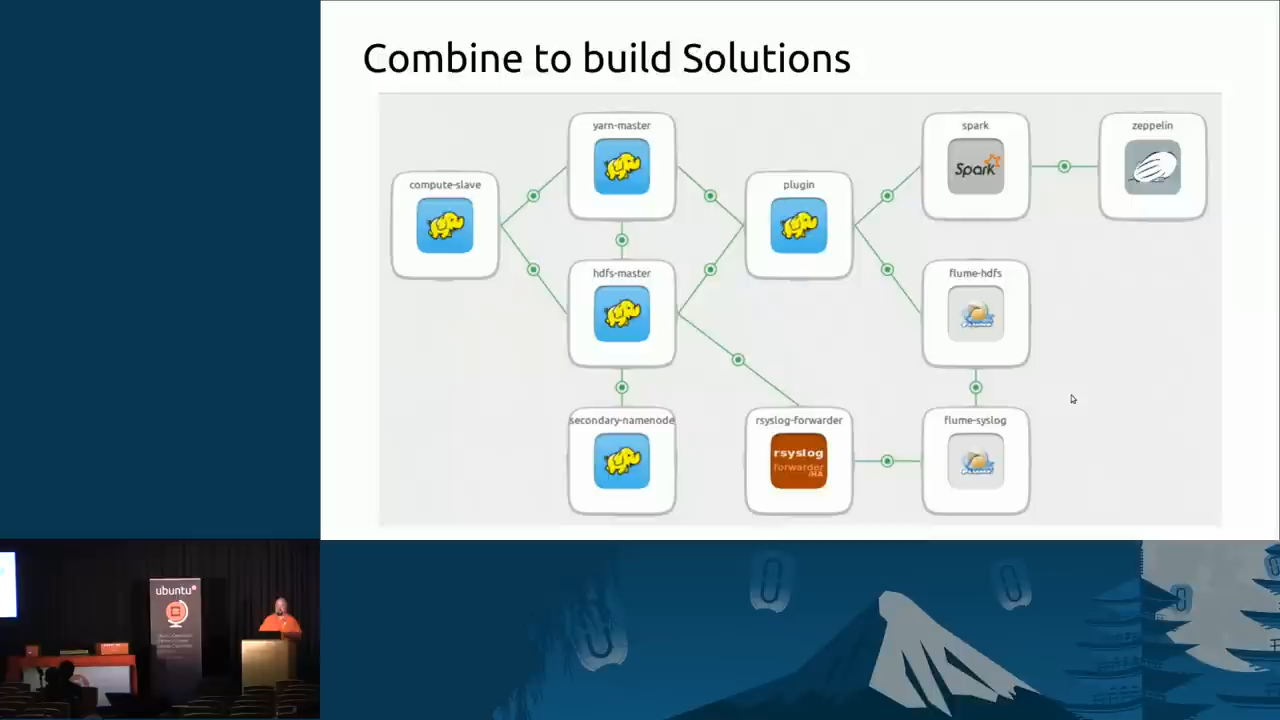 Combine to build Solutions
yarn-master
spark
zeppelin
Spark
compute-slave
plugin
hdfs-master
flume-hdfs
secondary-namenode
rsyslog-forwarder
flume-syslog
rsyslog
forwarder
ubuntu